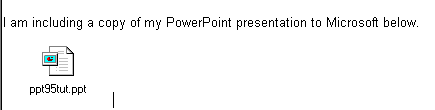 I am including a copy of my PowerPoint presentation to Microsoft below.
ppt95tut.ppt